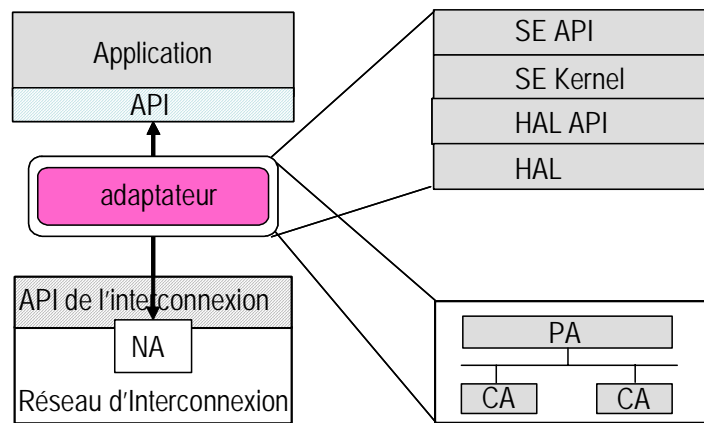 Application
API
adaptateur
API de l'interconnexion
NA
Réseau d'Interconnexion
SE API
SE Kernel
HAL API
HAL
PA
CA
CA